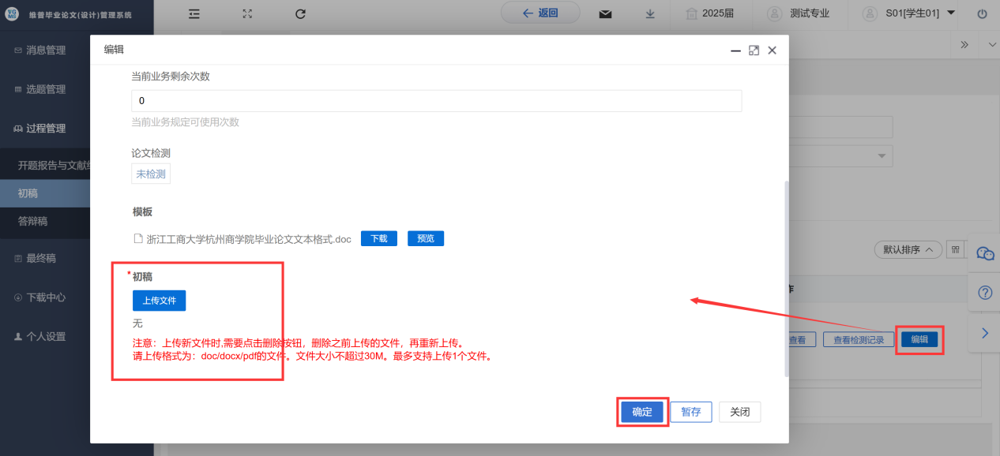 维普毕业论文(设计)管理系统
返回
2025届
测试专业
S01[学生01]
消息管理
选题管理
过程管理
开题报告与文献
初稿
答辩稿
最终稿
下载中心
个人设置
编辑
当前业务剩余次数
0
当前业务规定可使用次数
论文检测
未检测
模板
浙江工商大学杭州商学院毕业论文文本格式.doc
下载
预览
*初稿
上传文件
无
注意：上传新文件时,需要点击删除按钮，删除之前上传的文件，再重新上传。
请上传格式为：doc/docx/pdf的文件。文件大小不超过30M。最多支持上传1个文件。
确定
暂存
关闭
默认排序
查看
查看检测记录
编辑